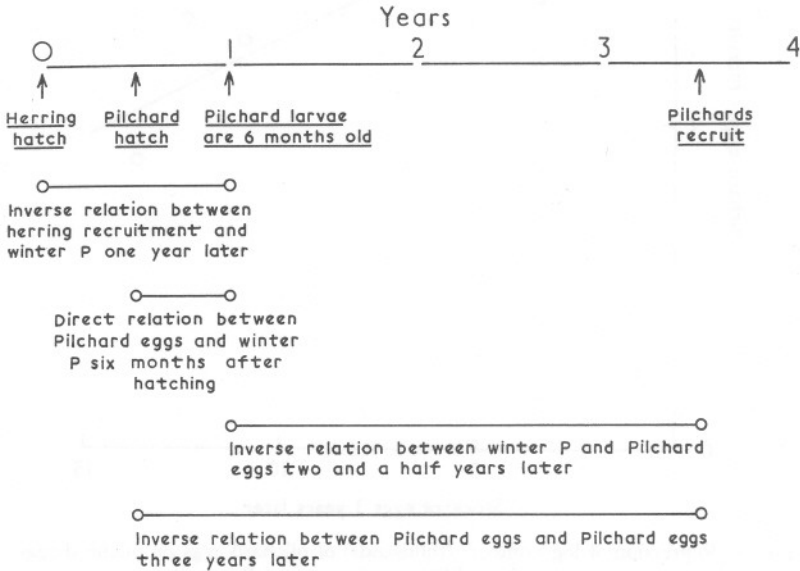 Years
0 1 2 3 4
Herring hatch
Pilchard hatch
Pilchard larvae are 6 months old
Pilchards recruit
Inverse relation between
herring recruitment and
winter P one year later
Direct relation between
Pilchard eggs and winter
P six months after
hatching
Inverse relation between winter P and Pilchard
eggs two and a half years later
Inverse relation between Pilchard eggs and Pilchard eggs
three years later